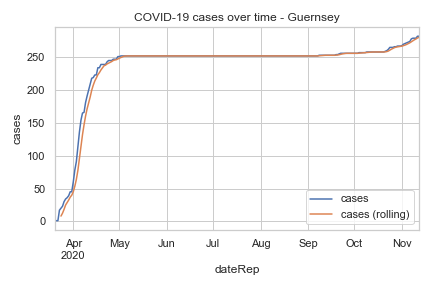 COVID-19 cases over time - Guernsey
cases
250
200
150
100
50
0
Apr
2020
May
Jun
Jul
Aug
Sep
Oct
Nov
dateRep
cases
cases (rolling)